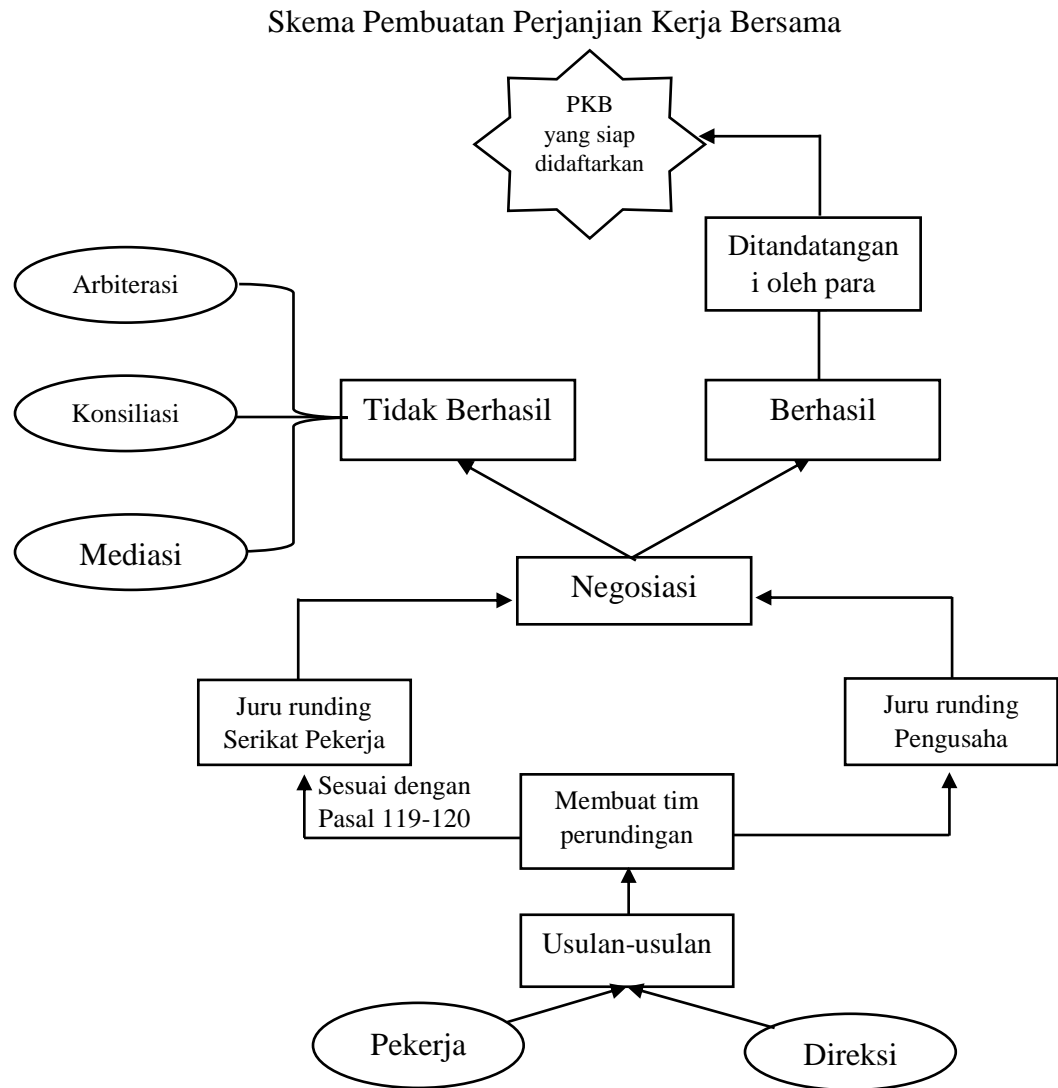 Skema Pembuatan Perjanjian Kerja Bersama
PKB
yang siap
didaftarkan
Ditandatangan
i oleh para
Arbiterasi
Konsiliasi
Tidak Berhasil
Berhasil
Mediasi
Negosiasi
Juru runding
Serikat Pekerja
Juru runding
Pengusaha
Sesuai dengan
Pasal 119-120
Membuat tim
perundingan
Usulan-usulan
Pekerja
Direksi